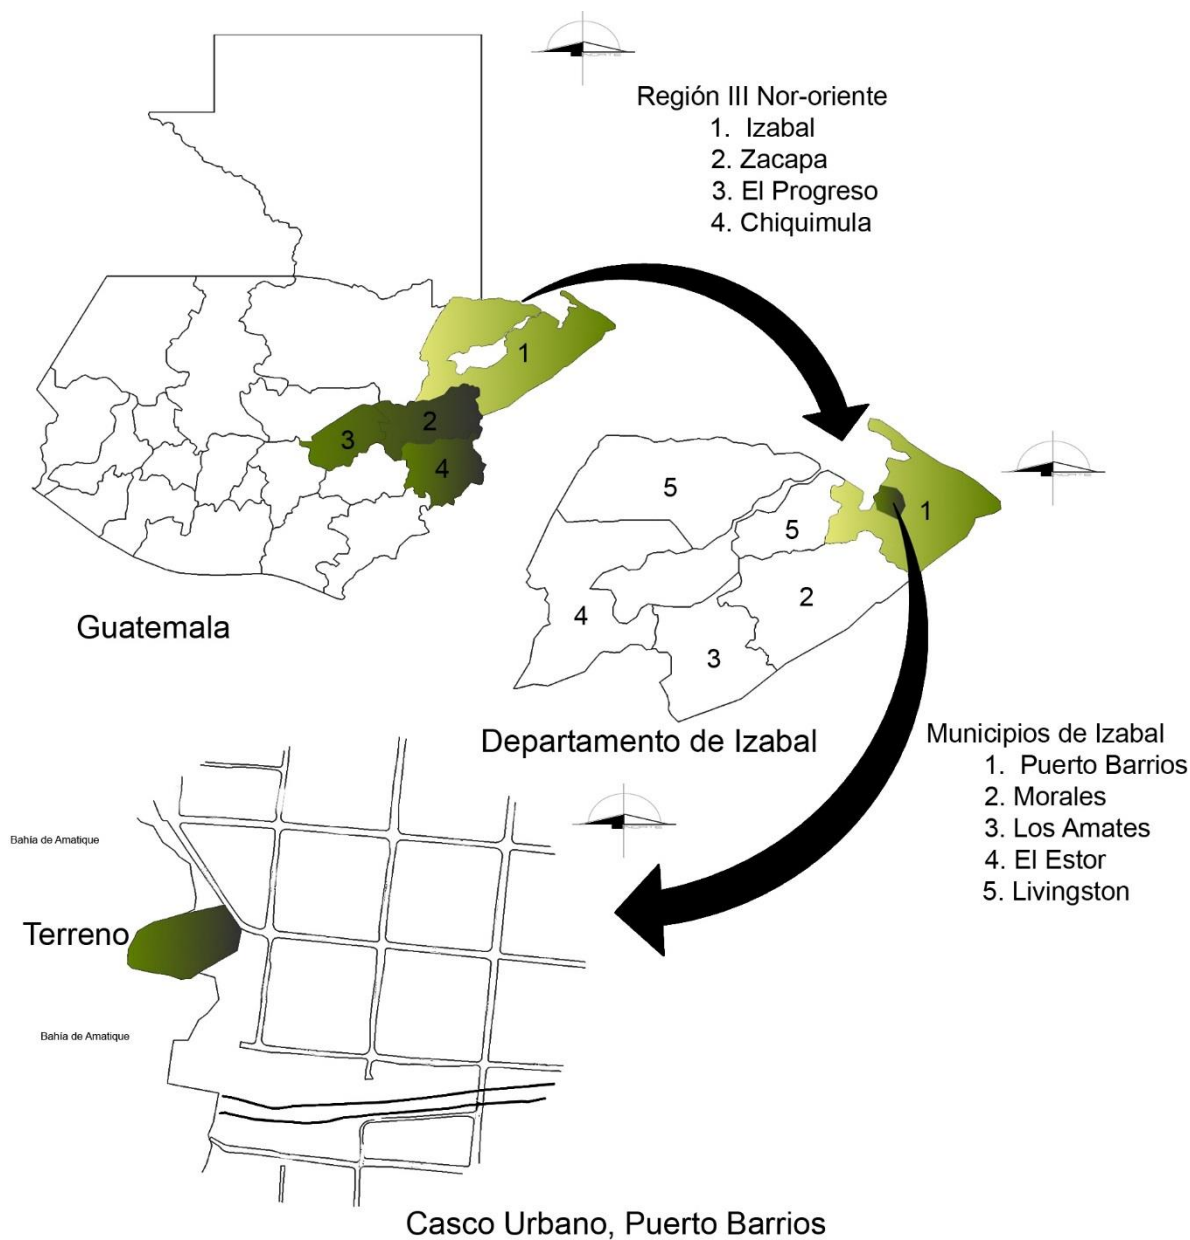 Región III Nor-oriente
1. Izabal
2. Zacapa
3. El Progreso
4. Chiquimula
1
2
3
4
Guatemala
5
5
1
4
2
3
Departamento de Izabal
Municipios de Izabal
1. Puerto Barrios
2. Morales
3. Los Amates
4. El Estor
5. Livingston
Bahía de Amatique
Terreno
Bahía de Amatique
Casco Urbano, Puerto Barrios